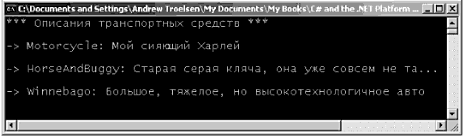 C:\Documents and Settings\Andrew Troelsen\My Documents\My Books\C# and the .NET Platform ...
*** Описания транспортных средств ***
-> Motorcycle: Мой сияющий Харлей
-> HorseAndBuggy: Старая серая кляча, она уже совсем не та...
-> Winnebago: Большое, тяжелое, но высокотехнологичное авто